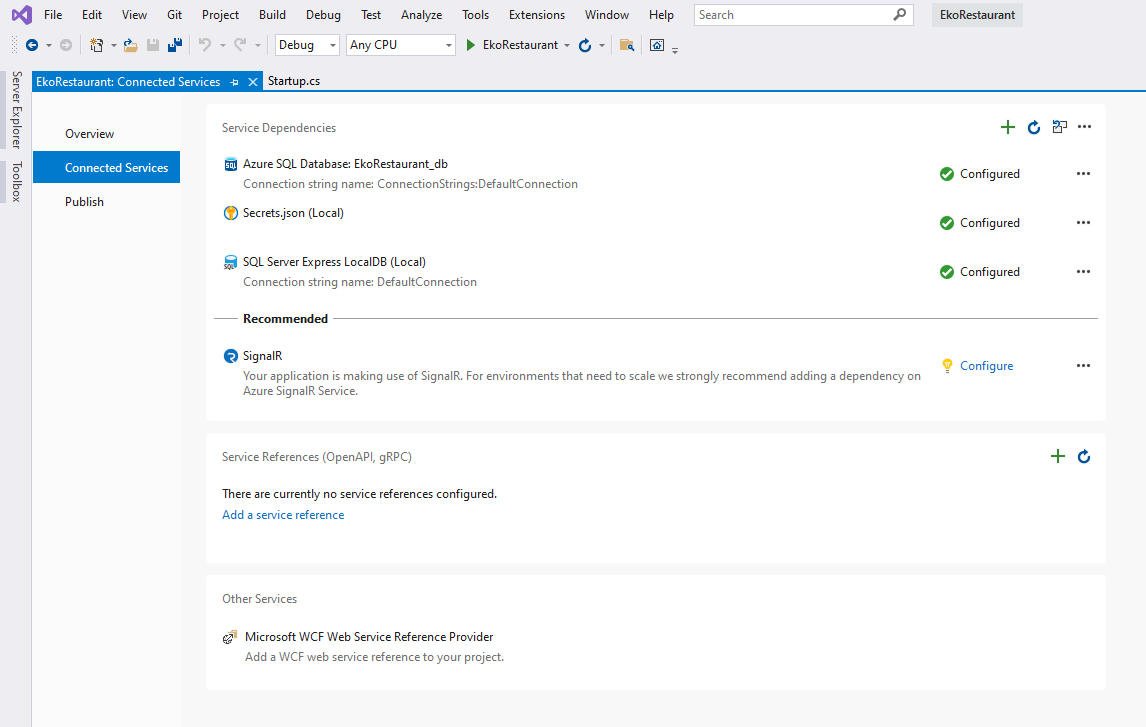 File Edit View Git Project Build Debug Test Analyze Tools Extensions Window Help Search EkoRestaurant
Debug Any CPU EkoRestaurant
Server Explorer
Toolbox
EkoRestaurant: Connected Services Startup.cs
Overview
Connected Services
Publish
Service Dependencies
SQL Azure SQL Database: EkoRestaurant_db
Connection string name: ConnectionStrings:DefaultConnection
Configured
Secrets.json (Local)
Configured
SQL SQL Server Express LocalDB (Local)
Connection string name: DefaultConnection
Configured
Recommended
SignalR
Your application is making use of SignalR. For environments that need to scale we strongly recommend adding a dependency on
Azure SignalR Service.
Configure
Service References (OpenAPI, gRPC)
There are currently no service references configured.
Add a service reference
Other Services
Microsoft WCF Web Service Reference Provider
Add a WCF web service reference to your project.